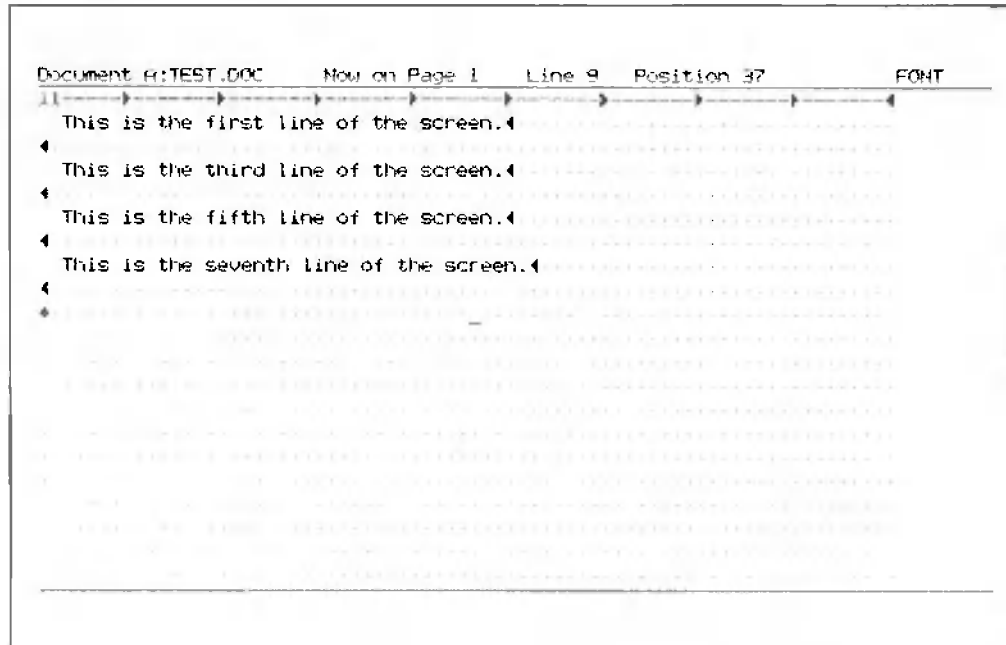 Document A:TEST.DOC Now on Page 1 Line 9 Position 37 FONT
This is the first line of the screen.
This is the third line of the screen.
This is the fifth line of the screen.
This is the seventh line of the screen.